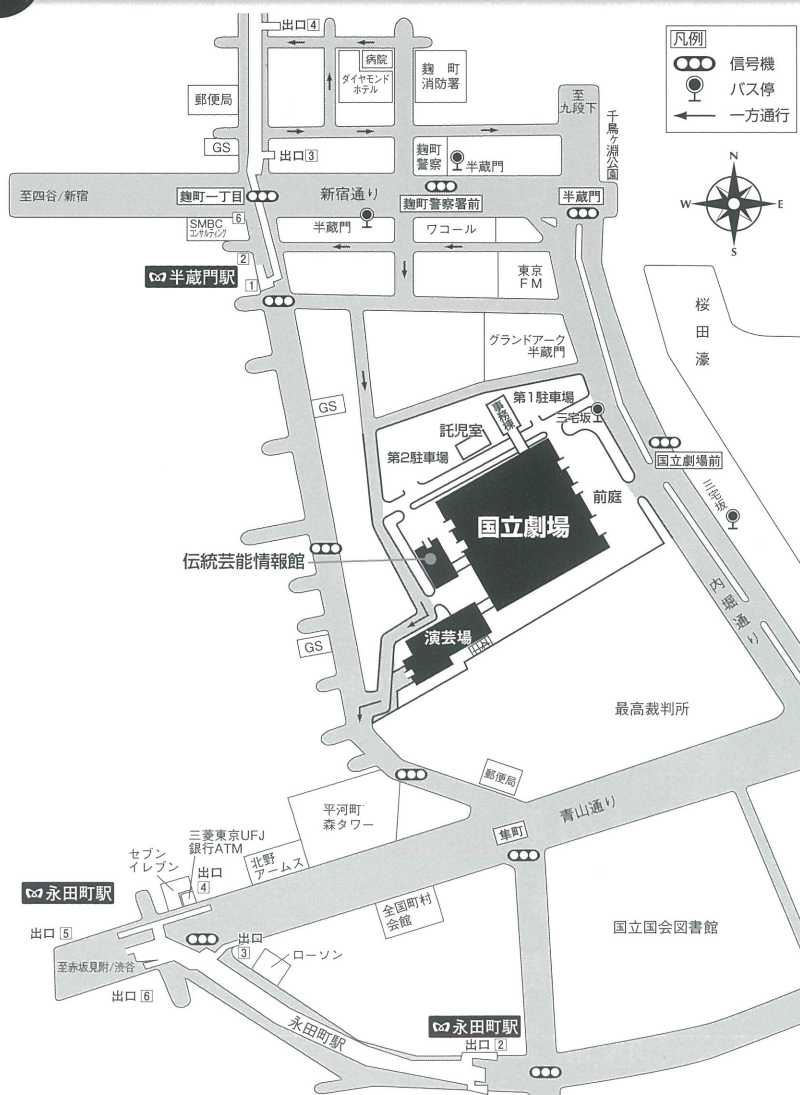 出口 4
凡例
信号機
バス停
一方通行
病院
ダイヤモンド
ホテル
麹町
消防署
郵便局
至
九段下
千鳥ヶ淵公園
GS
出口 3
麹町
警察
半蔵門
N
W
E
S
至四谷/新宿
麹町一丁目
新宿通り
麹町警察署前
半蔵門
6
SMBC
コンサルティング
半蔵門
ワコール
2
半蔵門駅
1
東京
FM
桜田濠
グランドアーク
半蔵門
GS
第1駐車場
事務棟
三宅坂
託児室
第2駐車場
国立劇場前
前庭
三宅坂
国立劇場
伝統芸能情報館
内堀通り
演芸場
GS
最高裁判所
郵便局
青山通り
平河町
森タワー
隼町
三菱東京UFJ
銀行ATM
セブン
イレブン
北野
アームス
出口
4
永田町駅
全国町村
会館
国立国会図書館
出口 5
出口
3
ローソン
至赤坂見附/渋谷
出口 6
永田町駅
永田町駅
出口 2